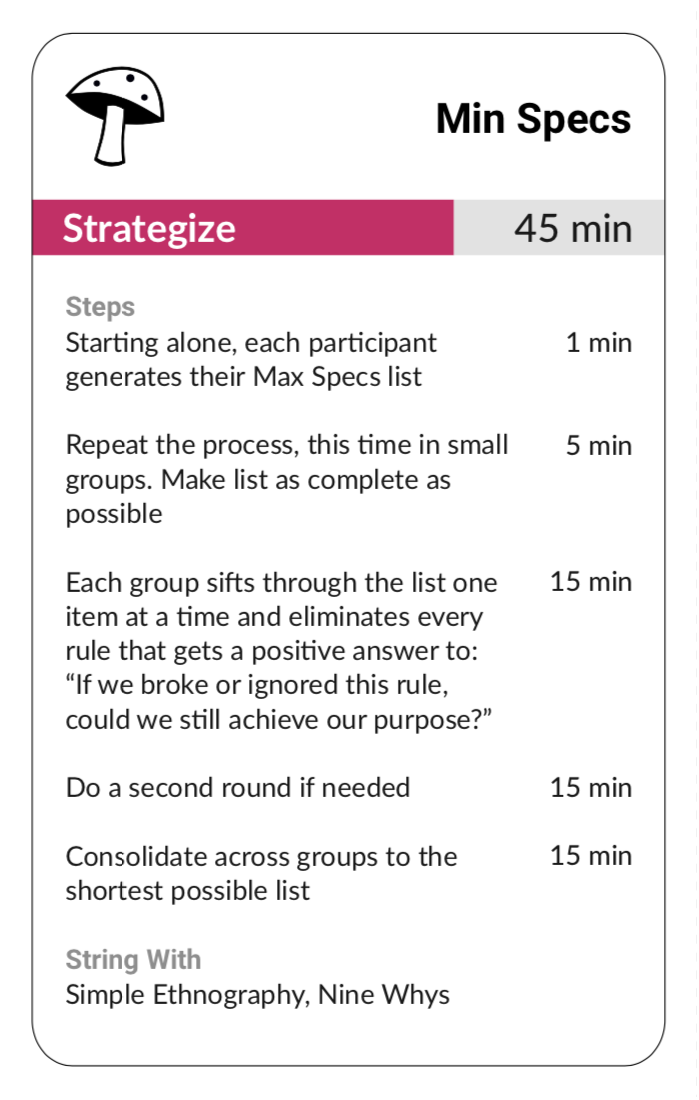 Min Specs
Strategize 45 min
Steps
Starting alone, each participant 1 min
generates their Max Specs list
Repeat the process, this time in small 5 min
groups. Make list as complete as
possible
Each group sifts through the list one 15 min
item at a time and eliminates every
rule that gets a positive answer to:
“If we broke or ignored this rule,
could we still achieve our purpose?”
Do a second round if needed 15 min
Consolidate across groups to the 15 min
shortest possible list
String With
Simple Ethnography, Nine Whys